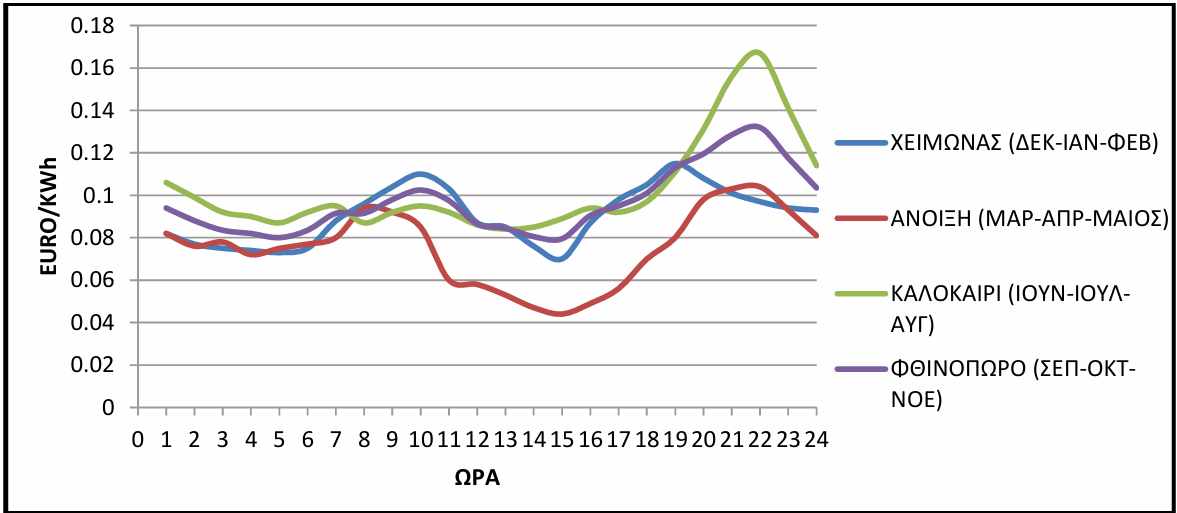 0.18
0.16
0.14
0.12
0.1
0.08
0.06
0.04
0.02
0
EURO/KWh
0 1 2 3 4 5 6 7 8 9 10 11 12 13 14 15 16 17 18 19 20 21 22 23 24
ΩΡΑ
ΧΕΙΜΩΝΑΣ (ΔΕΚ-ΙΑΝ-ΦΕΒ)
ΑΝΟΙΞΗ (ΜΑΡ-ΑΠΡ-ΜΑΙΟΣ)
ΚΑΛΟΚΑΙΡΙ (ΙΟΥΝ-ΙΟΥΛ-
ΑΥΓ)
ΦΘΙΝΟΠΩΡΟ (ΣΕΠ-ΟΚΤ-
ΝΟΕ)